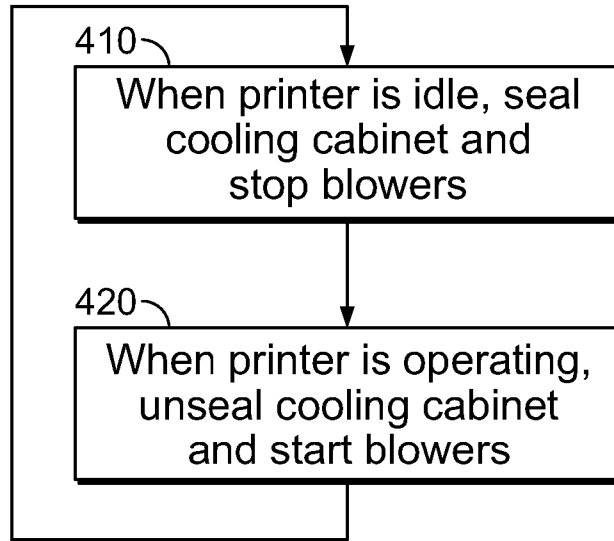 410
When printer is idle, seal
cooling cabinet and
stop blowers
420
When printer is operating,
unseal cooling cabinet
and start blowers